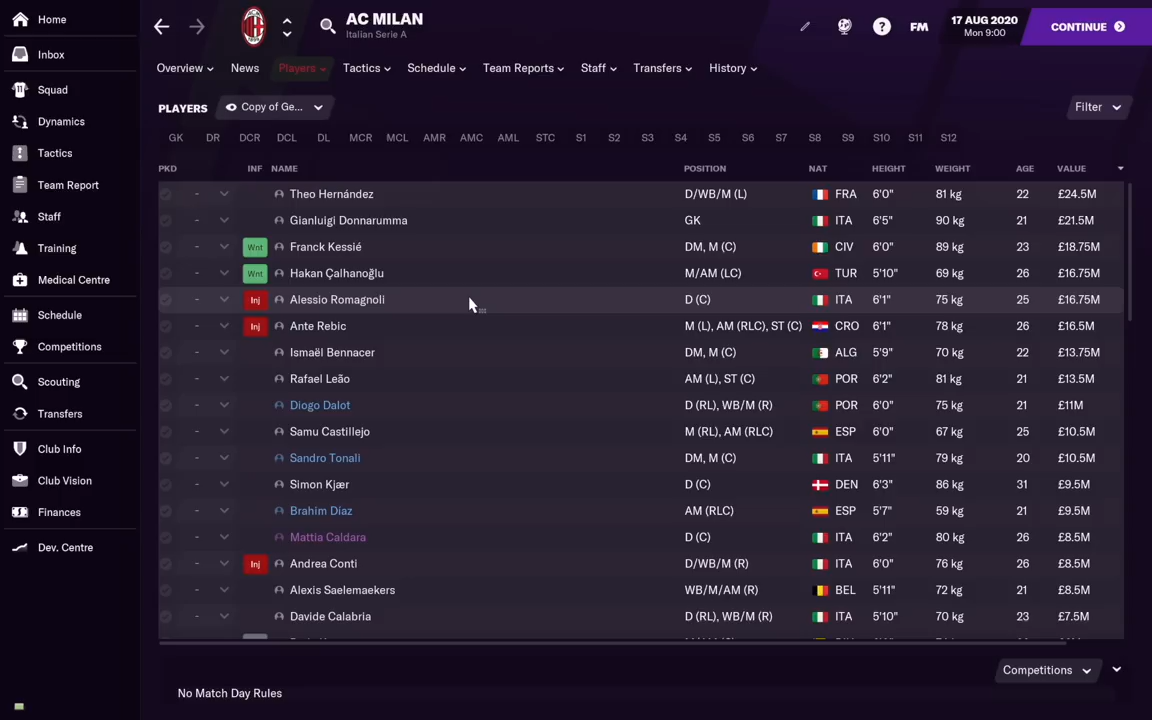 Home
AC MILAN
Italian Serie A
FM
17 AUG 2020
Mon 9:00
CONTINUE
Inbox
Overview News Players Tactics Schedule Team Reports Staff Transfers History
Squad
PLAYERS Copy of Ge... Filter
Dynamics
GK DR DCR DCL DL MCR MCL AMR AMC AML STC S1 S2 S3 S4 S5 S6 S7 S8 S9 S10 S11 S12
Tactics
PKD INF NAME POSITION NAT HEIGHT WEIGHT AGE VALUE
Team Report
- Theo Hernández D/WB/M (L) FRA 6'0" 81 kg 22 £24.5M
Staff
- Gianluigi Donnarumma GK ITA 6'5" 90 kg 21 £21.5M
Training
- Wnt Franck Kessié DM, M (C) CIV 6'0" 89 kg 23 £18.75M
Medical Centre
- Wnt Hakan Çalhanoğlu M/AM (LC) TUR 5'10" 69 kg 26 £16.75M
- Inj Alessio Romagnoli D (C) ITA 6'1" 75 kg 25 £16.75M
Schedule
- Inj Ante Rebic M (L), AM (RLC), ST (C) CRO 6'1" 78 kg 26 £16.5M
Competitions
- Ismaël Bennacer DM, M (C) ALG 5'9" 70 kg 22 £13.75M
Scouting
- Rafael Leão AM (L), ST (C) POR 6'2" 81 kg 21 £13.5M
Transfers
- Diogo Dalot D (RL), WB/M (R) POR 6'0" 75 kg 21 £11M
- Samu Castillejo M (RL), AM (RLC) ESP 6'0" 67 kg 25 £10.5M
Club Info
- Sandro Tonali DM, M (C) ITA 5'11" 79 kg 20 £10.5M
Club Vision
- Simon Kjær D (C) DEN 6'3" 86 kg 31 £9.5M
Finances
- Brahim Díaz AM (RLC) ESP 5'7" 59 kg 21 £9.5M
- Mattia Caldara D (C) ITA 6'2" 80 kg 26 £8.5M
Dev. Centre
- Inj Andrea Conti D/WB/M (R) ITA 6'0" 76 kg 26 £8.5M
- Alexis Saelemaekers WB/M/AM (R) BEL 5'11" 72 kg 21 £8.5M
- Davide Calabria D (RL), WB/M (R) ITA 5'10" 70 kg 23 £7.5M
Competitions
No Match Day Rules